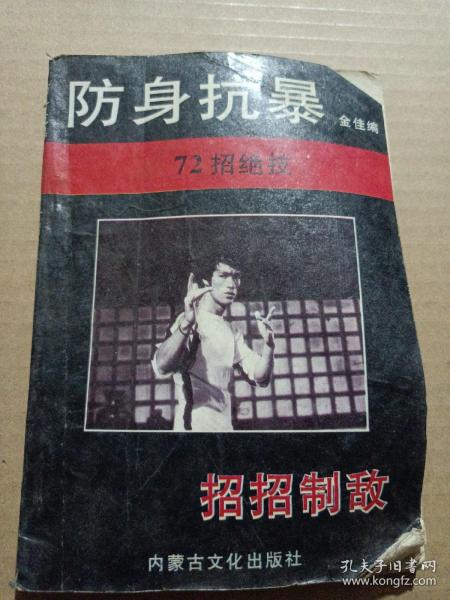 防身抗暴
金佳编
72招绝技
招招制敌
内蒙古文化出版社
孔夫子旧书网
www.kongfz.com